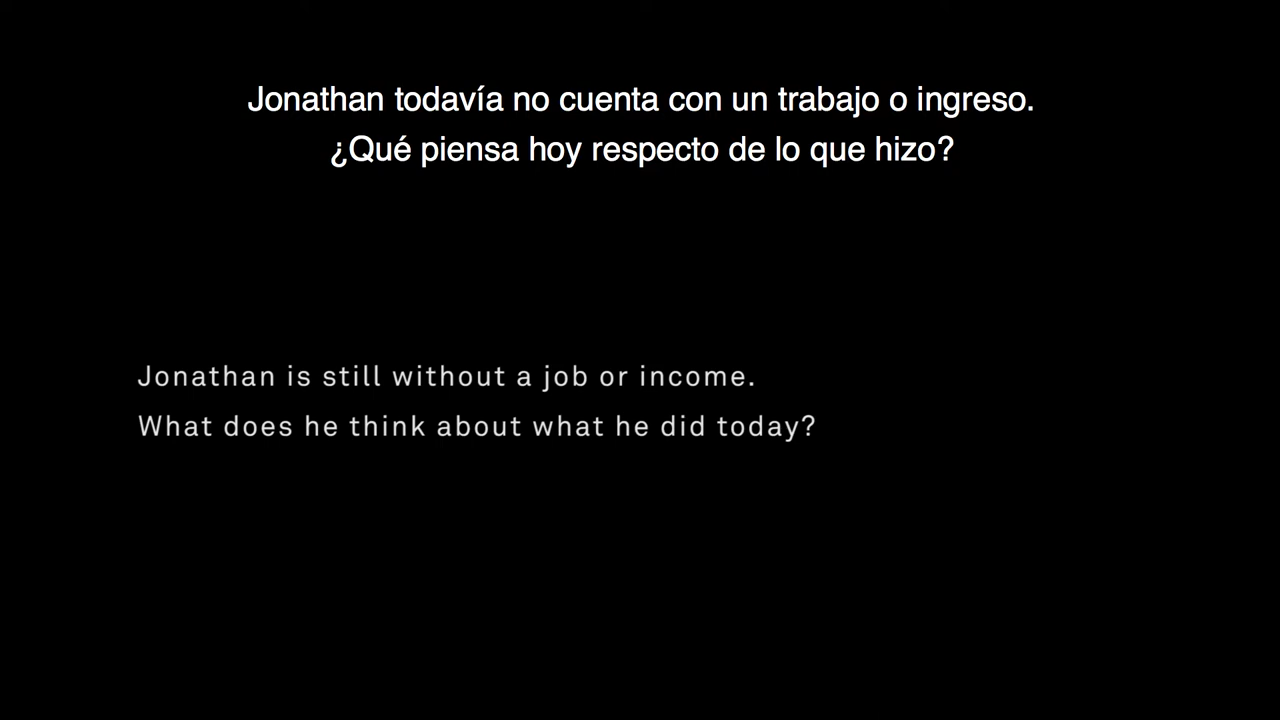 Jonathan todavía no cuenta con un trabajo o ingreso.
¿Qué piensa hoy respecto de lo que hizo?
Jonathan is still without a job or income.
What does he think about what he did today?